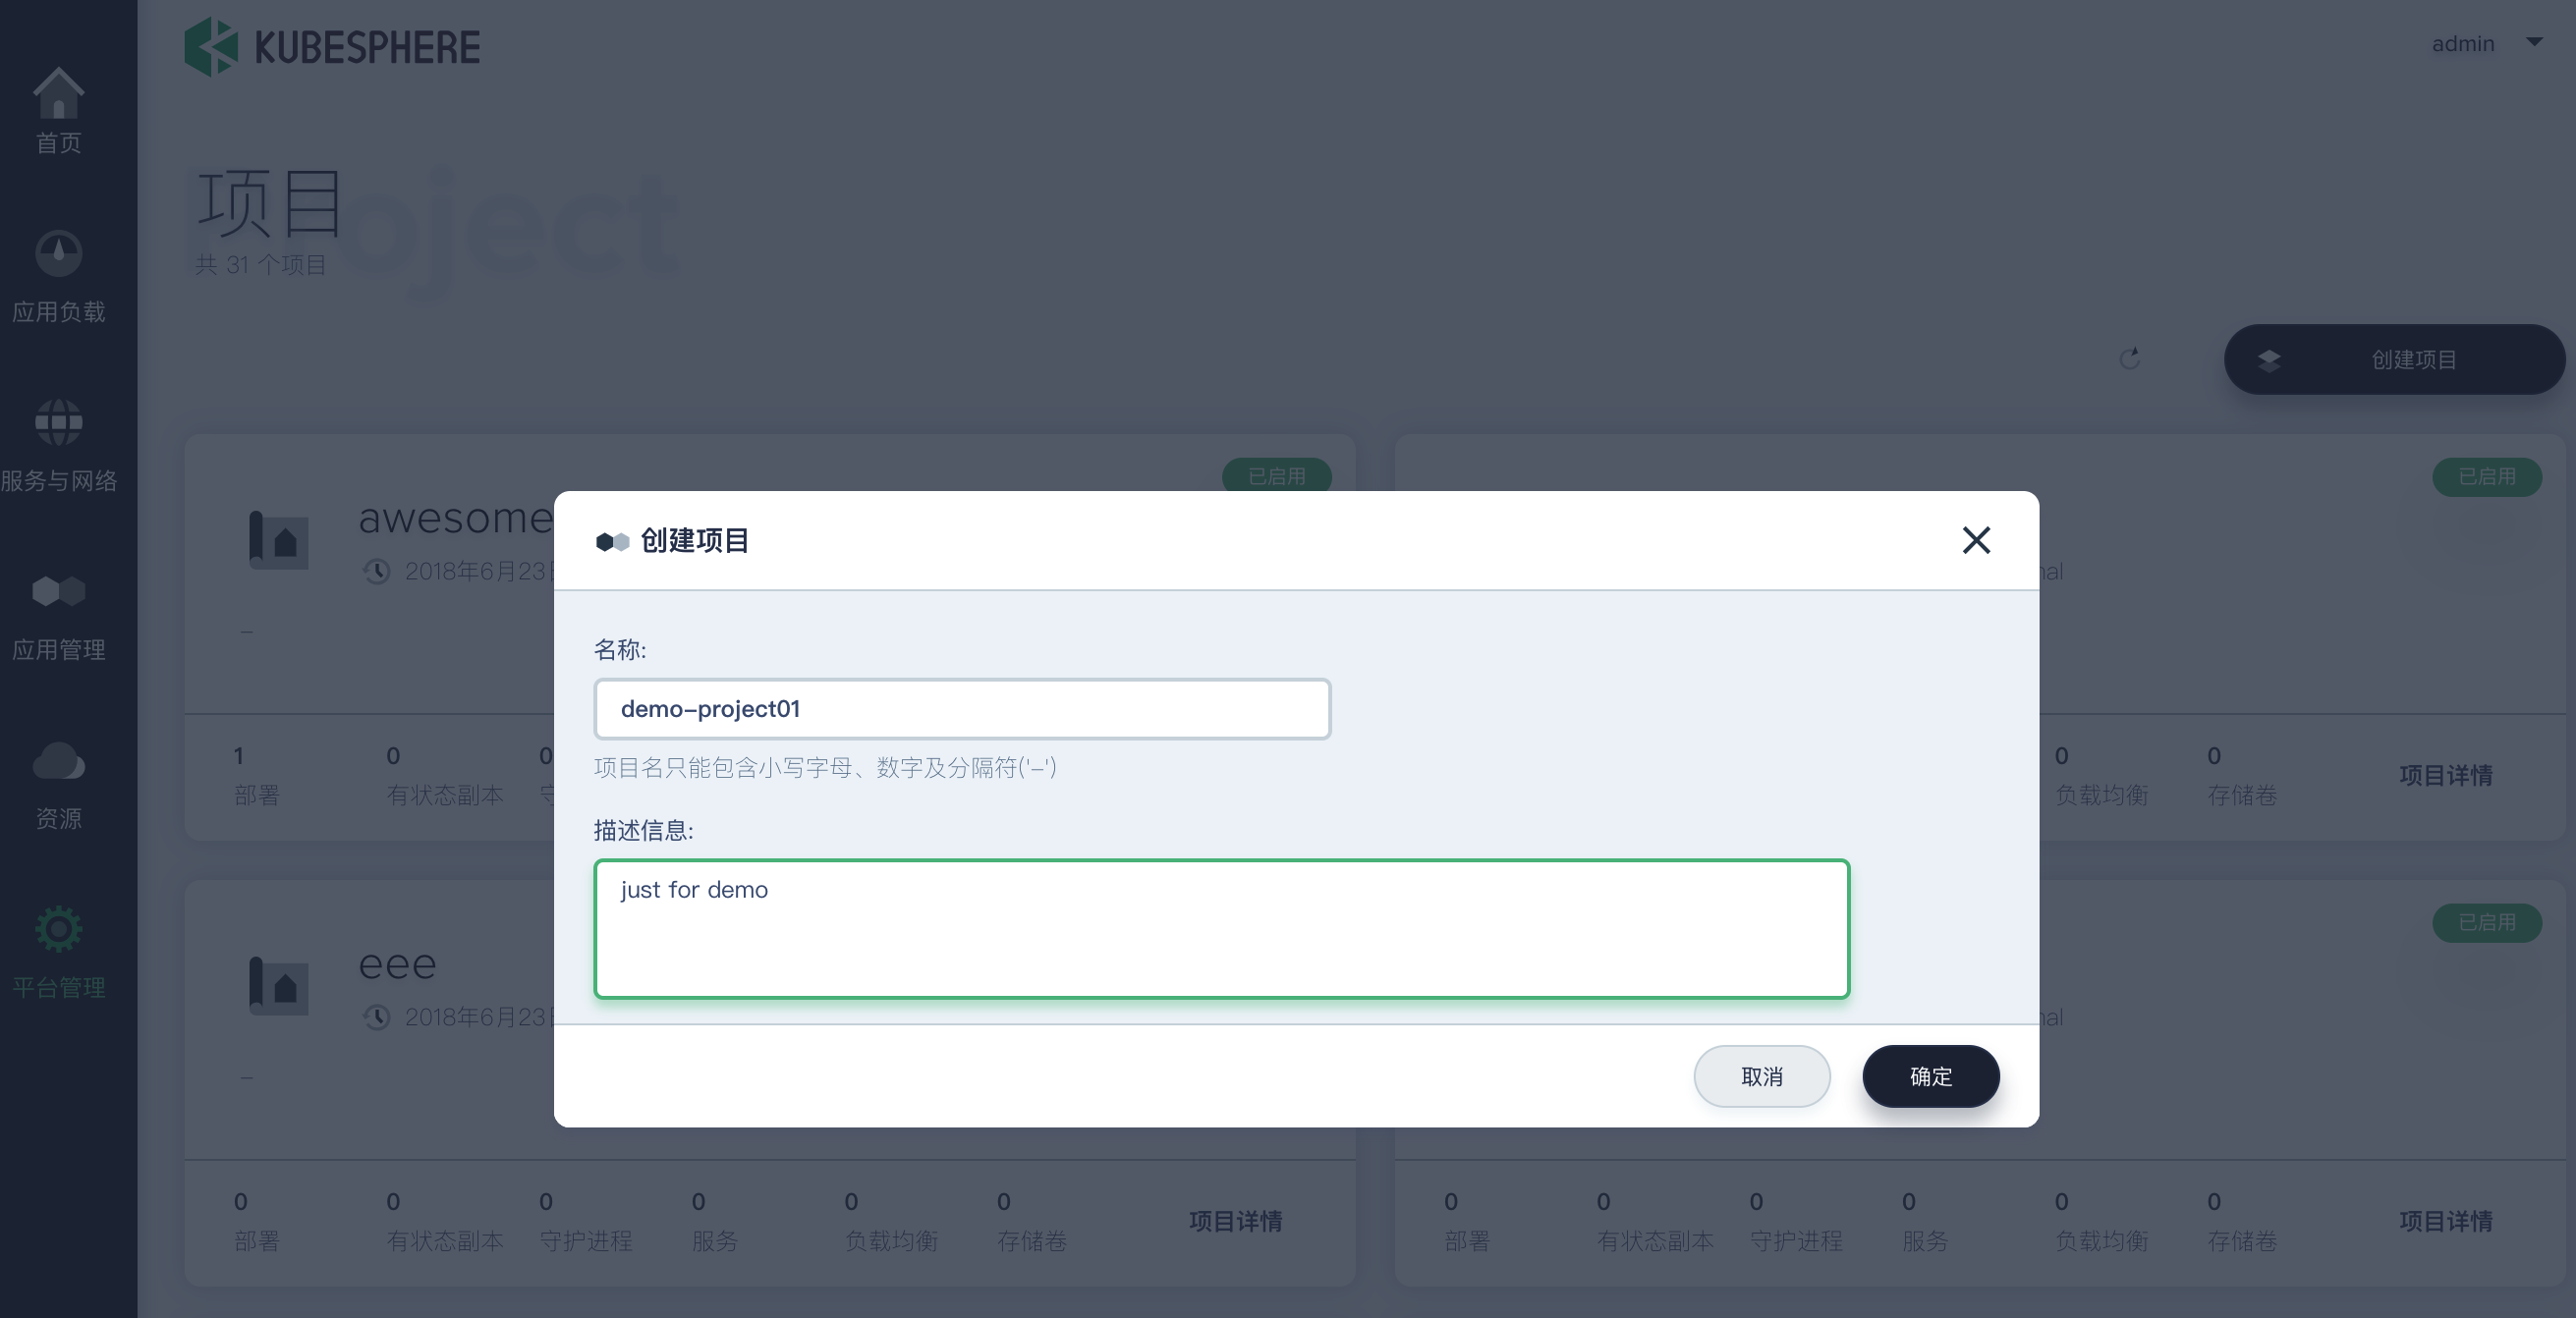 KUBESPHERE
admin
首页
应用负载
服务与网络
应用管理
资源
平台管理
项目
共 31 个项目
创建项目
已启用
已启用
awesome
2018年6月23
–
1
部署
0
有状态副本
0
0
负载均衡
0
存储卷
项目详情
创建项目
名称:
demo-project01
项目名只能包含小写字母、数字及分隔符('-')
描述信息:
just for demo
取消
确定
eee
2018年6月23
–
已启用
0
部署
0
有状态副本
0
守护进程
0
服务
0
负载均衡
0
存储卷
项目详情
0
部署
0
有状态副本
0
守护进程
0
服务
0
负载均衡
0
存储卷
项目详情